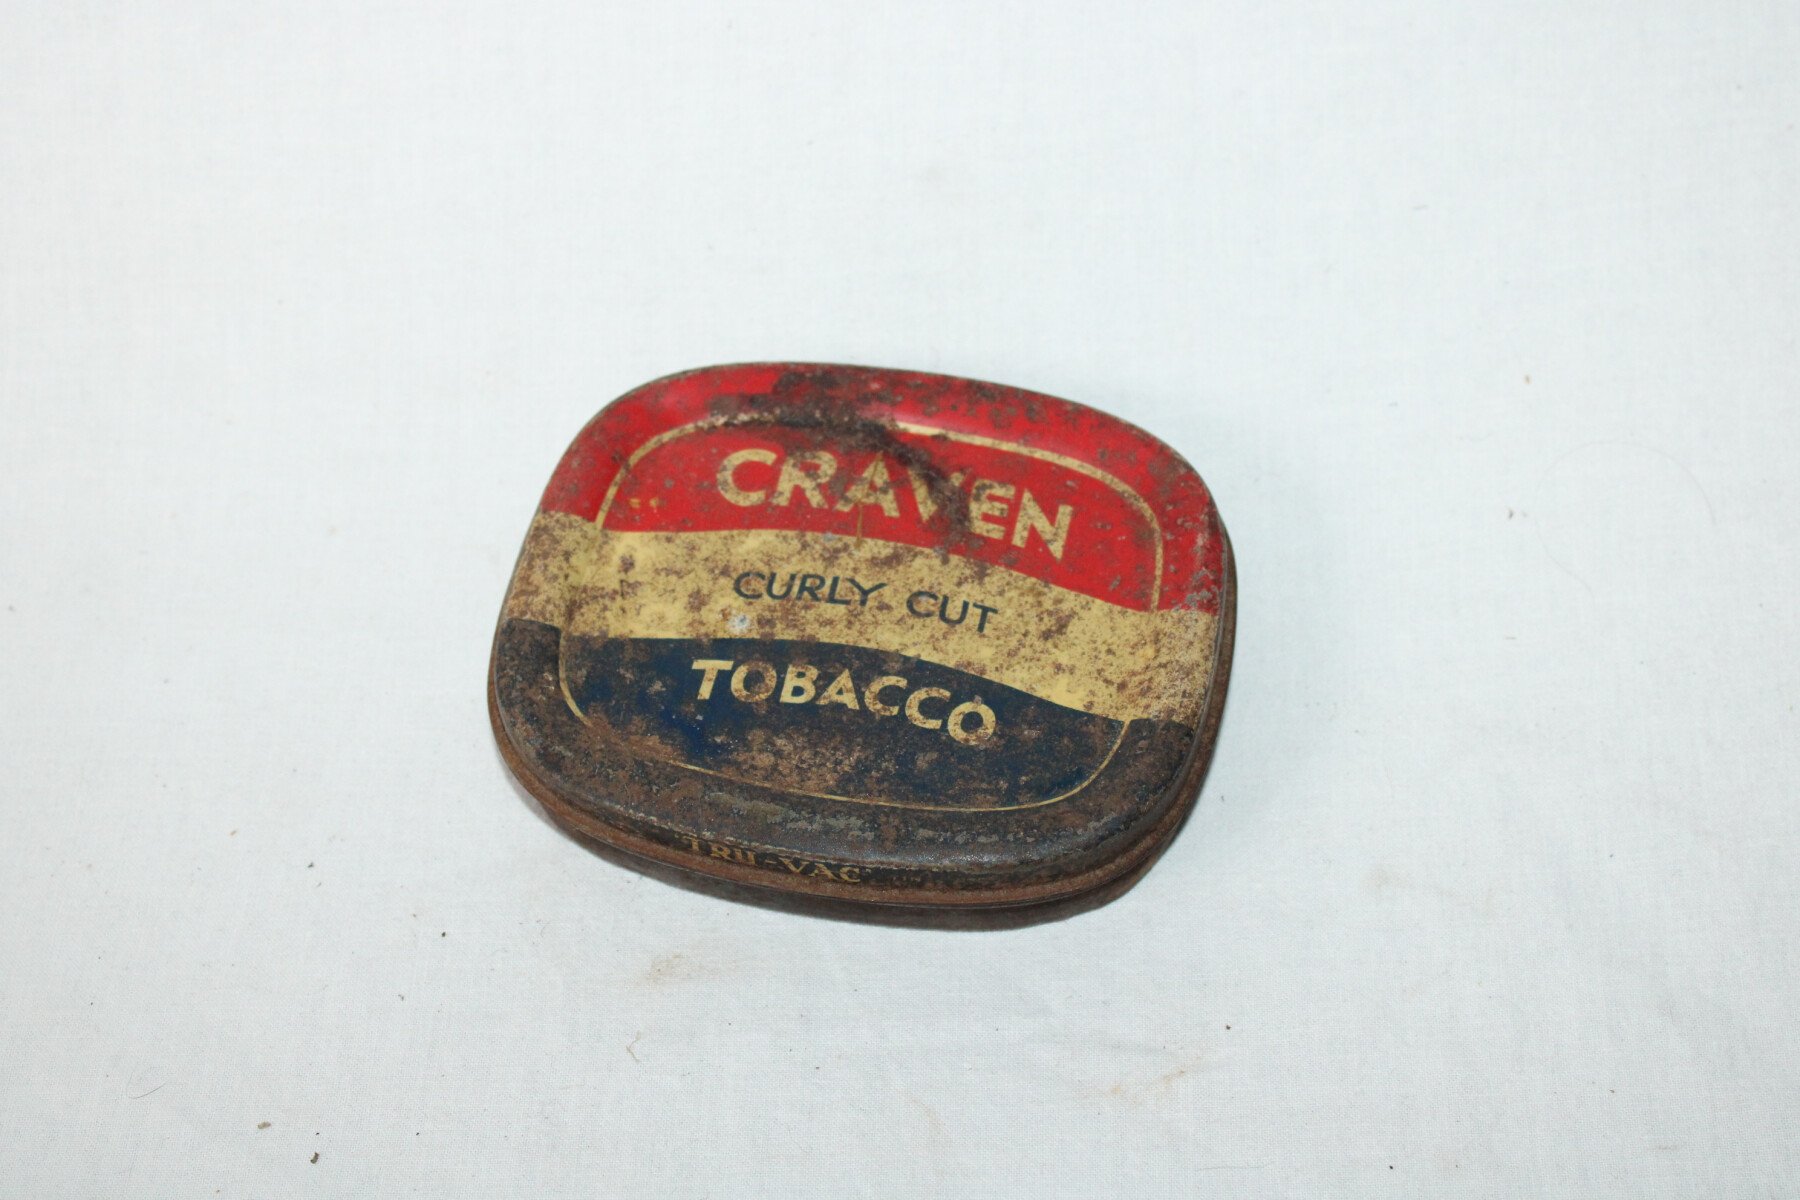 CRAVEN
CURLY CUT
TOBACCO
"TRU-VAC"